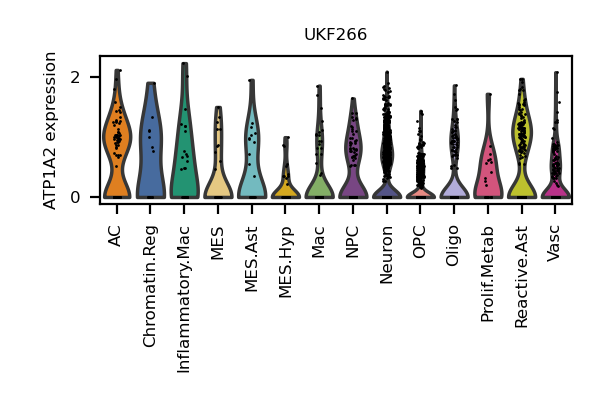 UKF266
ATP1A2 expression
2
0
AC
Chromatin.Reg
Inflammatory.Mac
MES
MES.Ast
MES.Hyp
Mac
NPC
Neuron
OPC
Oligo
Prolif.Metab
Reactive.Ast
Vasc